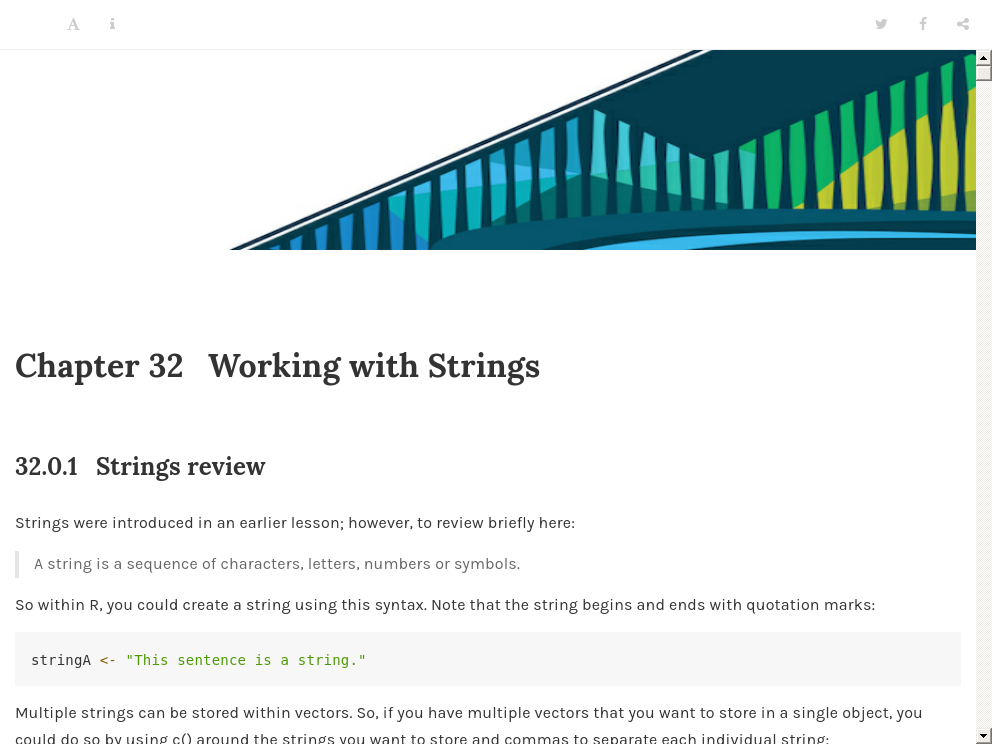 Chapter 32 Working with Strings
32.0.1 Strings review
Strings were introduced in an earlier lesson; however, to review briefly here:
A string is a sequence of characters, letters, numbers or symbols.
So within R, you could create a string using this syntax. Note that the string begins and ends with quotation marks:
stringA <- "This sentence is a string."
Multiple strings can be stored within vectors. So, if you have multiple vectors that you want to store in a single object, you
could do so by using c() around the strings you want to store and commas to separate each individual string: